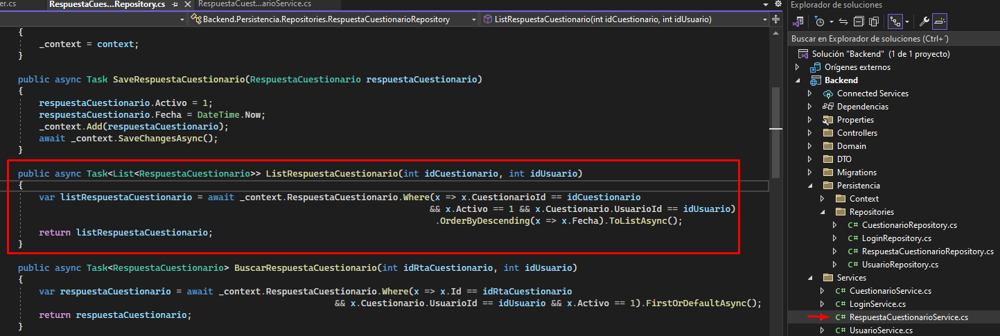 er.cs
RespuestaCues...Repository.cs
RespuestaCuest...arioService.cs
Backend.Persistencia.Repositories.RespuestaCuestionarioRepository
ListRespuestaCuestionario(int idCuestionario, int idUsuario)
{
_context = context;
}
public async Task SaveRespuestaCuestionario(RespuestaCuestionario respuestaCuestionario)
{
respuestaCuestionario.Activo = 1;
respuestaCuestionario.Fecha = DateTime.Now;
_context.Add(respuestaCuestionario);
await _context.SaveChangesAsync();
}
public async Task<List<RespuestaCuestionario>> ListRespuestaCuestionario(int idCuestionario, int idUsuario)
{
var listRespuestaCuestionario = await _context.RespuestaCuestionario.Where(x => x.CuestionarioId == idCuestionario
&& x.Activo == 1 && x.Cuestionario.UsuarioId == idUsuario)
.OrderByDescending(x => x.Fecha).ToListAsync();
return listRespuestaCuestionario;
}
public async Task<RespuestaCuestionario> BuscarRespuestaCuestionario(int idRtaCuestionario, int idUsuario)
{
var respuestaCuestionario = await _context.RespuestaCuestionario.Where(x => x.Id == idRtaCuestionario
&& x.Cuestionario.UsuarioId == idUsuario && x.Activo == 1).FirstOrDefaultAsync();
return respuestaCuestionario;
}
Explorador de soluciones
Buscar en Explorador de soluciones (Ctrl+´)
Solución "Backend" (1 de 1 proyecto)
Orígenes externos
Backend
Connected Services
Dependencias
Properties
Controllers
Domain
DTO
Migrations
Persistencia
Context
Repositories
C# CuestionarioRepository.cs
C# LoginRepository.cs
C# RespuestaCuestionarioRepository.cs
C# UsuarioRepository.cs
Services
C# CuestionarioService.cs
C# LoginService.cs
C# RespuestaCuestionarioService.cs
C# UsuarioService.cs